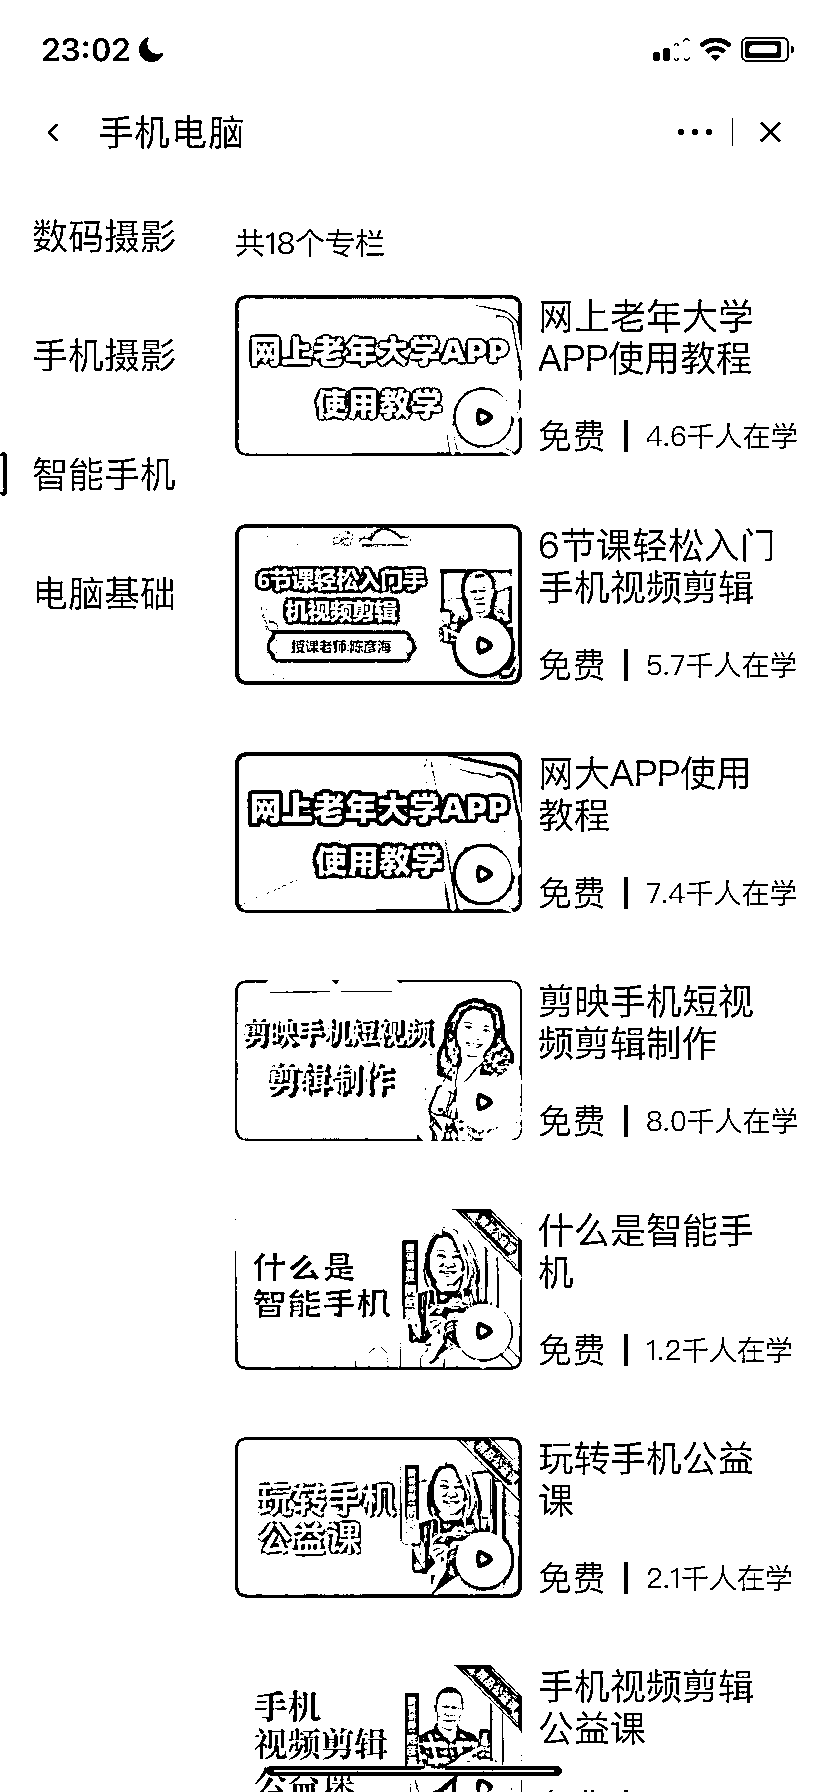 23:02
手机电脑
数码摄影
手机摄影
智能手机
电脑基础
共18个专栏
网上老年大学APP
使用教学
网上老年大学
APP使用教程
免费 | 4.6千人在学
6节课轻松入门手
机视频剪辑
授课老师:陈彦海
6节课轻松入门
手机视频剪辑
免费 | 5.7千人在学
网上老年大学APP
使用教学
网大APP使用
教程
免费 | 7.4千人在学
剪映手机短视频
剪辑制作
剪映手机短视
频剪辑制作
免费 | 8.0千人在学
什么是
智能手机
什么是智能手
机
免费 | 1.2千人在学
玩转手机
公益课
玩转手机公益
课
免费 | 2.1千人在学
手机
视频剪辑
公益课
手机视频剪辑
公益课